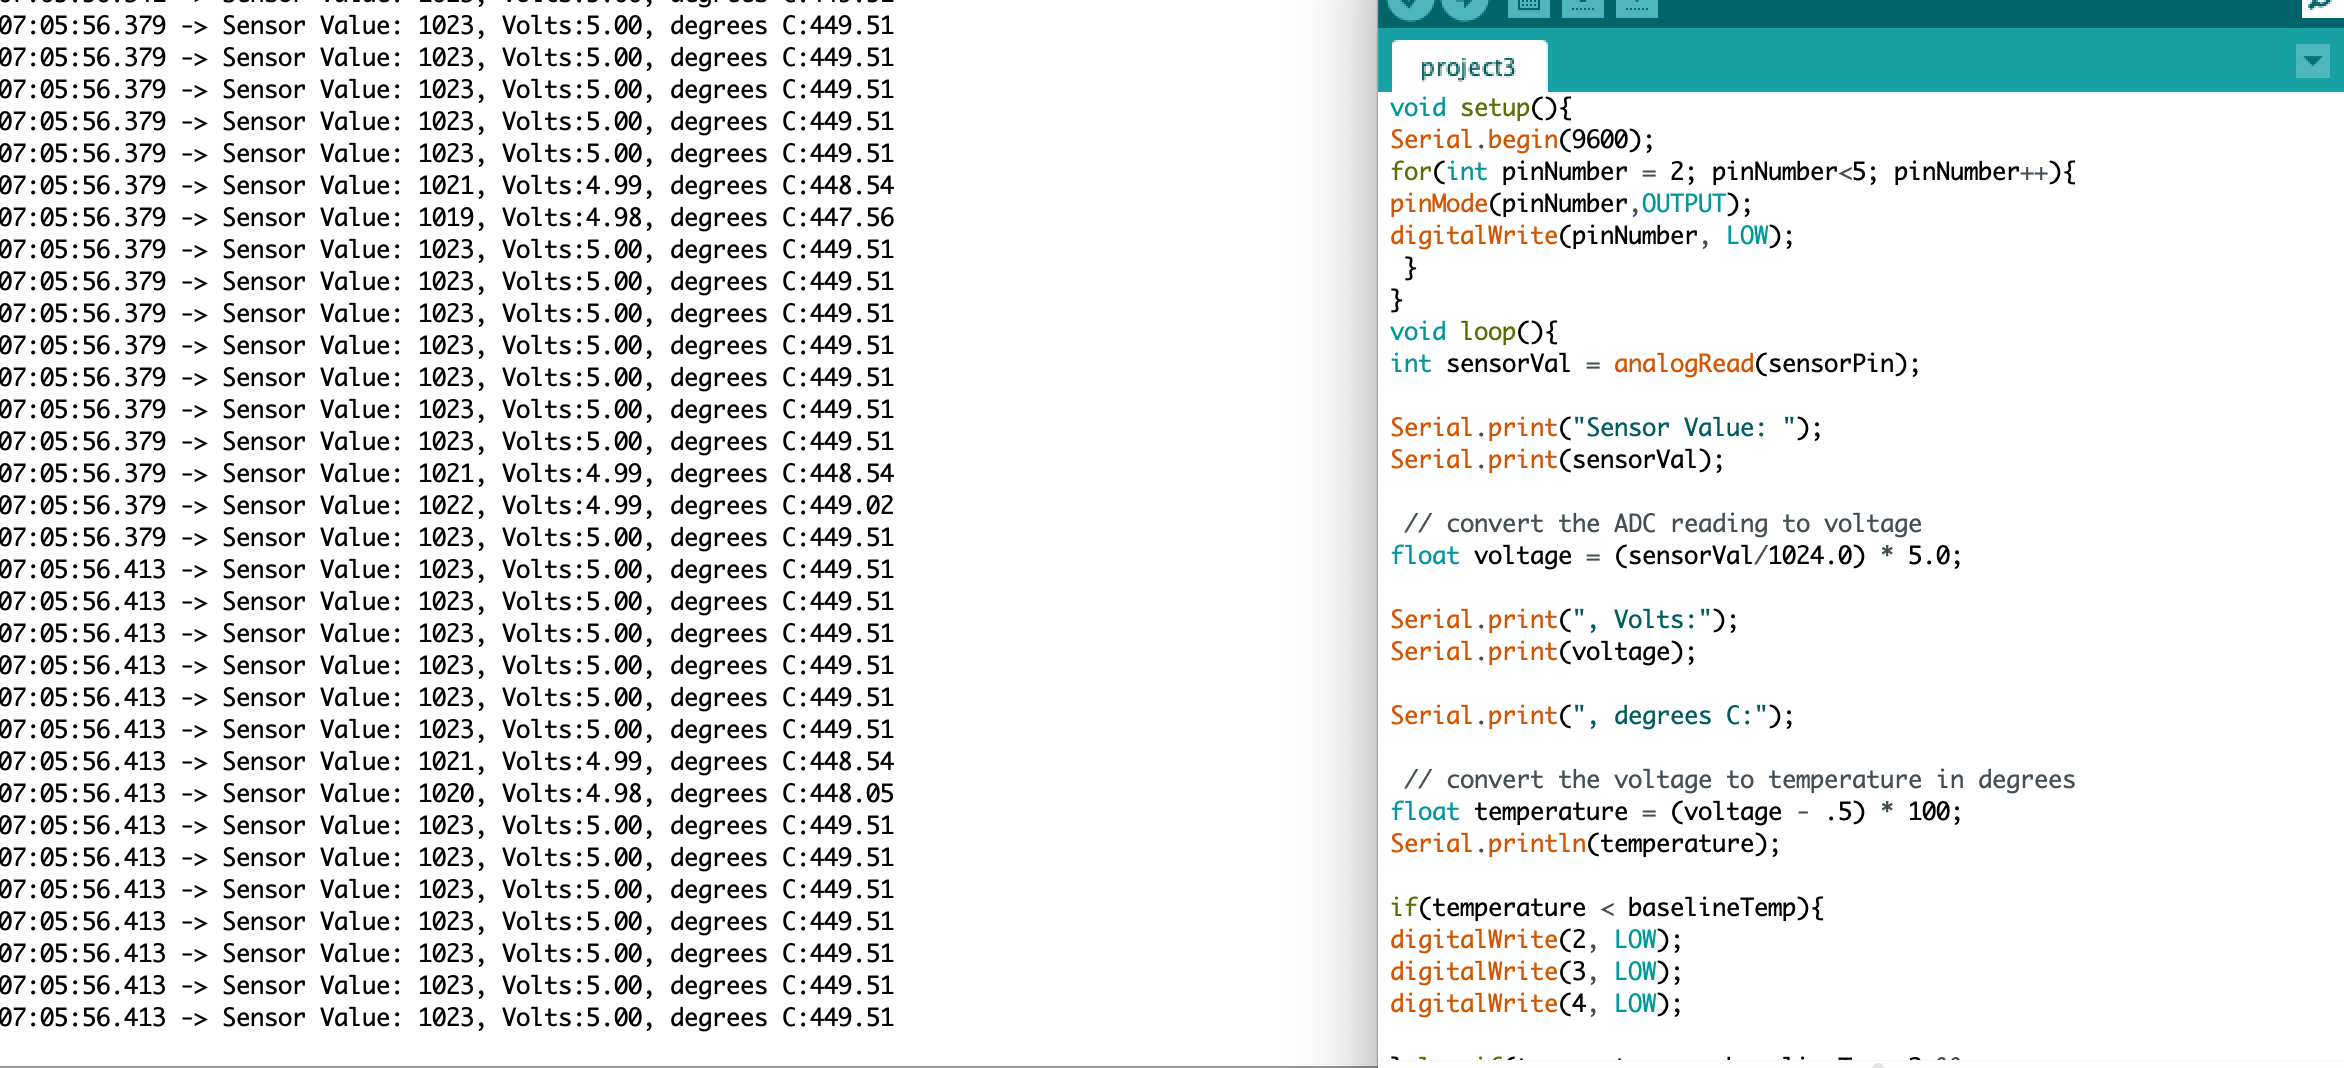 07:05:56.379 -> Sensor Value: 1023, Volts:5.00, degrees C:449.51
07:05:56.379 -> Sensor Value: 1023, Volts:5.00, degrees C:449.51
07:05:56.379 -> Sensor Value: 1023, Volts:5.00, degrees C:449.51
07:05:56.379 -> Sensor Value: 1023, Volts:5.00, degrees C:449.51
07:05:56.379 -> Sensor Value: 1023, Volts:5.00, degrees C:449.51
07:05:56.379 -> Sensor Value: 1021, Volts:4.99, degrees C:448.54
07:05:56.379 -> Sensor Value: 1019, Volts:4.98, degrees C:447.56
07:05:56.379 -> Sensor Value: 1023, Volts:5.00, degrees C:449.51
07:05:56.379 -> Sensor Value: 1023, Volts:5.00, degrees C:449.51
07:05:56.379 -> Sensor Value: 1023, Volts:5.00, degrees C:449.51
07:05:56.379 -> Sensor Value: 1023, Volts:5.00, degrees C:449.51
07:05:56.379 -> Sensor Value: 1023, Volts:5.00, degrees C:449.51
07:05:56.379 -> Sensor Value: 1023, Volts:5.00, degrees C:449.51
07:05:56.379 -> Sensor Value: 1023, Volts:5.00, degrees C:449.51
07:05:56.379 -> Sensor Value: 1021, Volts:4.99, degrees C:448.54
07:05:56.379 -> Sensor Value: 1022, Volts:4.99, degrees C:449.02
07:05:56.379 -> Sensor Value: 1023, Volts:5.00, degrees C:449.51
07:05:56.413 -> Sensor Value: 1023, Volts:5.00, degrees C:449.51
07:05:56.413 -> Sensor Value: 1023, Volts:5.00, degrees C:449.51
07:05:56.413 -> Sensor Value: 1023, Volts:5.00, degrees C:449.51
07:05:56.413 -> Sensor Value: 1023, Volts:5.00, degrees C:449.51
07:05:56.413 -> Sensor Value: 1023, Volts:5.00, degrees C:449.51
07:05:56.413 -> Sensor Value: 1023, Volts:5.00, degrees C:449.51
07:05:56.413 -> Sensor Value: 1021, Volts:4.99, degrees C:448.54
07:05:56.413 -> Sensor Value: 1020, Volts:4.98, degrees C:448.05
07:05:56.413 -> Sensor Value: 1023, Volts:5.00, degrees C:449.51
07:05:56.413 -> Sensor Value: 1023, Volts:5.00, degrees C:449.51
07:05:56.413 -> Sensor Value: 1023, Volts:5.00, degrees C:449.51
07:05:56.413 -> Sensor Value: 1023, Volts:5.00, degrees C:449.51
07:05:56.413 -> Sensor Value: 1023, Volts:5.00, degrees C:449.51
07:05:56.413 -> Sensor Value: 1023, Volts:5.00, degrees C:449.51
07:05:56.413 -> Sensor Value: 1023, Volts:5.00, degrees C:449.51
project3
void setup(){
Serial.begin(9600);
for(int pinNumber = 2; pinNumber<5; pinNumber++){
pinMode(pinNumber,OUTPUT);
digitalWrite(pinNumber, LOW);
}
}
void loop(){
int sensorVal = analogRead(sensorPin);
Serial.print("Sensor Value: ");
Serial.print(sensorVal);
// convert the ADC reading to voltage
float voltage = (sensorVal/1024.0) * 5.0;
Serial.print(", Volts:");
Serial.print(voltage);
Serial.print(", degrees C:");
// convert the voltage to temperature in degrees
float temperature = (voltage - .5) * 100;
Serial.println(temperature);
if(temperature < baselineTemp){
digitalWrite(2, LOW);
digitalWrite(3, LOW);
digitalWrite(4, LOW);